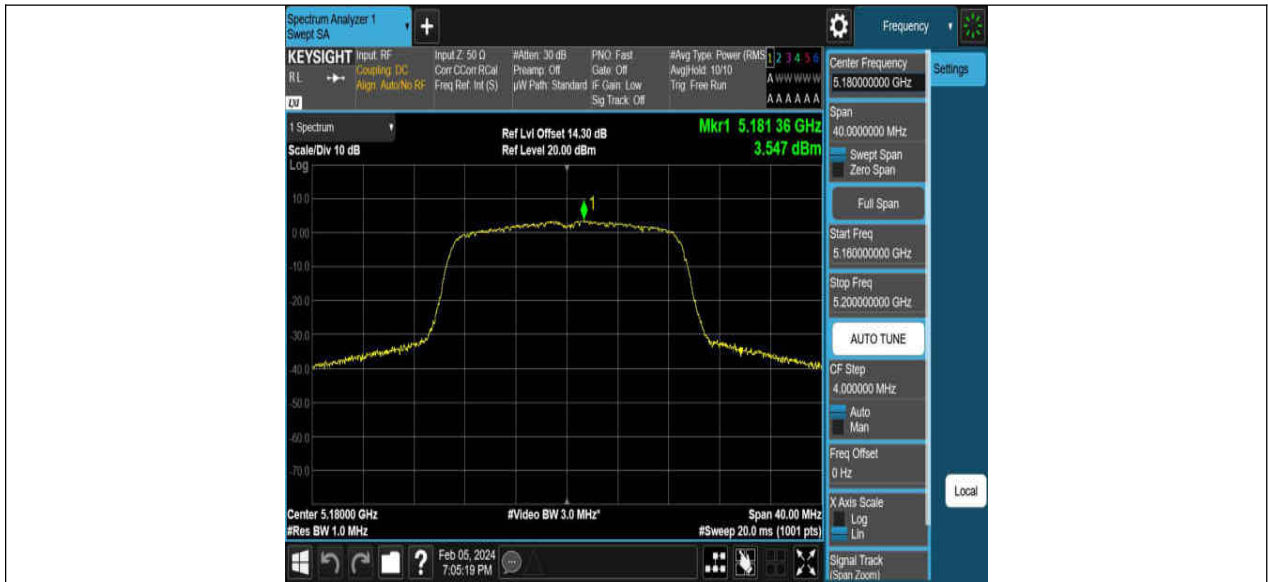 Spectrum Analyzer 1
Swept SA
+
Frequency
KEYSIGHT
RL
LXI
Input: RF
Coupling: DC
Align: Auto/No RF
Input Z: 50 Ω
Corr CCorr RCal
Freq Ref: Int (S)
#Atten: 30 dB
Preamp: Off
µW Path: Standard
PNO: Fast
Gate: Off
IF Gain: Low
Sig Track: Off
#Avg Type: Power (RMS
Avg|Hold: 10/10
Trig: Free Run
1 2 3 4 5 6
A W W W W W
A A A A A A
1 Spectrum
Scale/Div 10 dB
Log
Ref Lvl Offset 14.30 dB
Ref Level 20.00 dBm
Mkr1 5.181 36 GHz
3.547 dBm
1
10.0
0.00
-10.0
-20.0
-30.0
-40.0
-50.0
-60.0
-70.0
Center 5.18000 GHz
#Res BW 1.0 MHz
#Video BW 3.0 MHz*
Span 40.00 MHz
#Sweep 20.0 ms (1001 pts)
Feb 05, 2024
7:05:19 PM
?
Center Frequency
5.180000000 GHz
Settings
Span
40.0000000 MHz
Swept Span
Zero Span
Full Span
Start Freq
5.160000000 GHz
Stop Freq
5.200000000 GHz
AUTO TUNE
CF Step
4.000000 MHz
Auto
Man
Freq Offset
0 Hz
X Axis Scale
Log
Lin
Local
Signal Track
(Span Zoom)